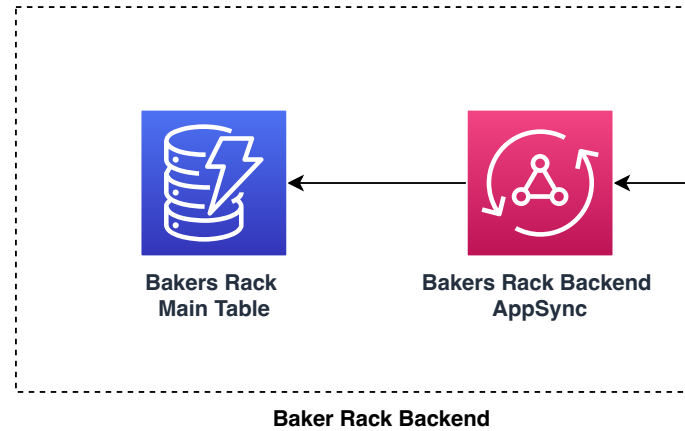 Bakers Rack
Main Table
Bakers Rack Backend
AppSync
Baker Rack Backend